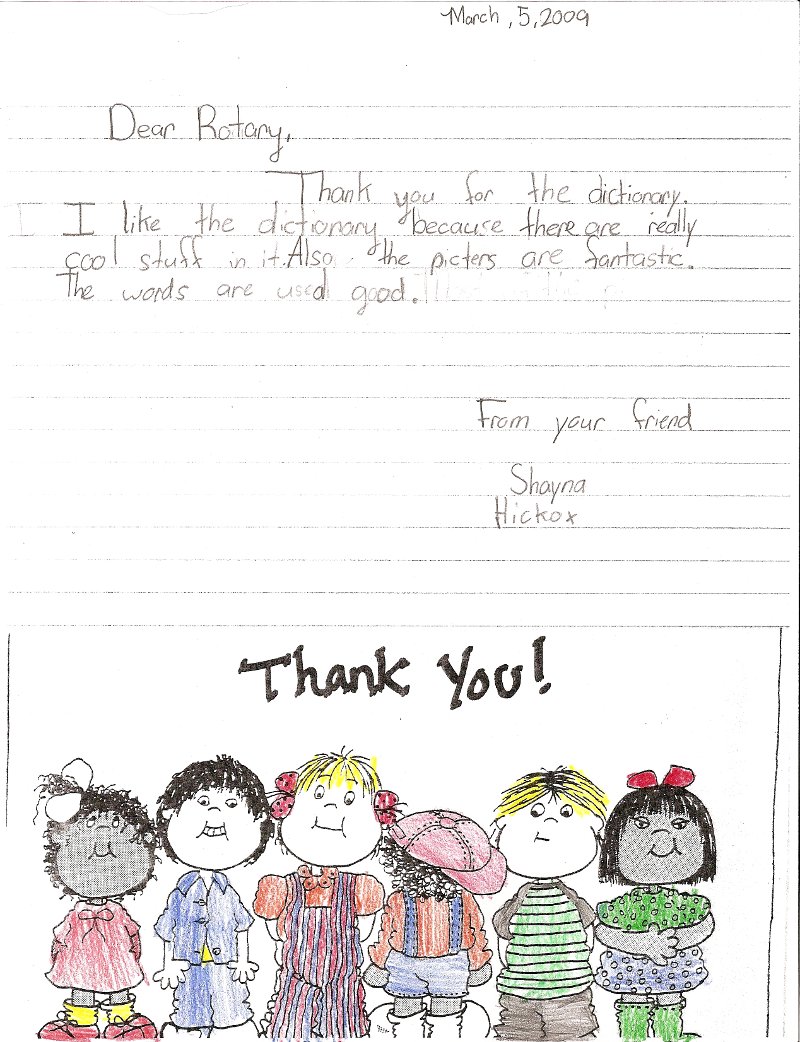 March, 5, 2009
Dear Rotary,
Thank you for the dictionary.
I like the dictionary because there are really
cool stuff in it. Also the picters are fantastic.
The words are used good.
From your friend
Shayna
Hickox
Thank You!